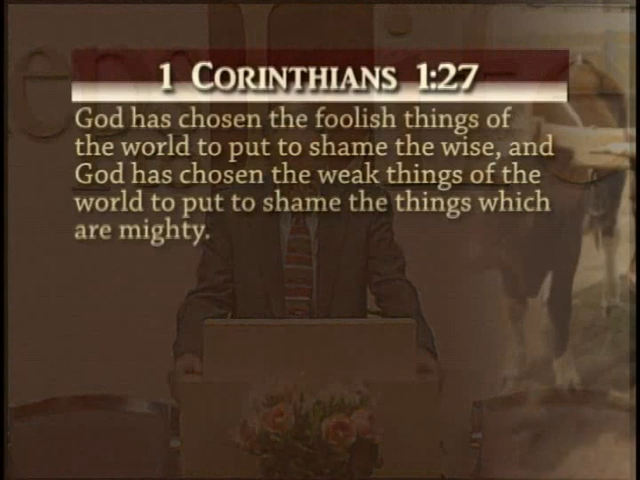 1 CORINTHIANS 1:27
God has chosen the foolish things of
the world to put to shame the wise, and
God has chosen the weak things of the
world to put to shame the things which
are mighty.